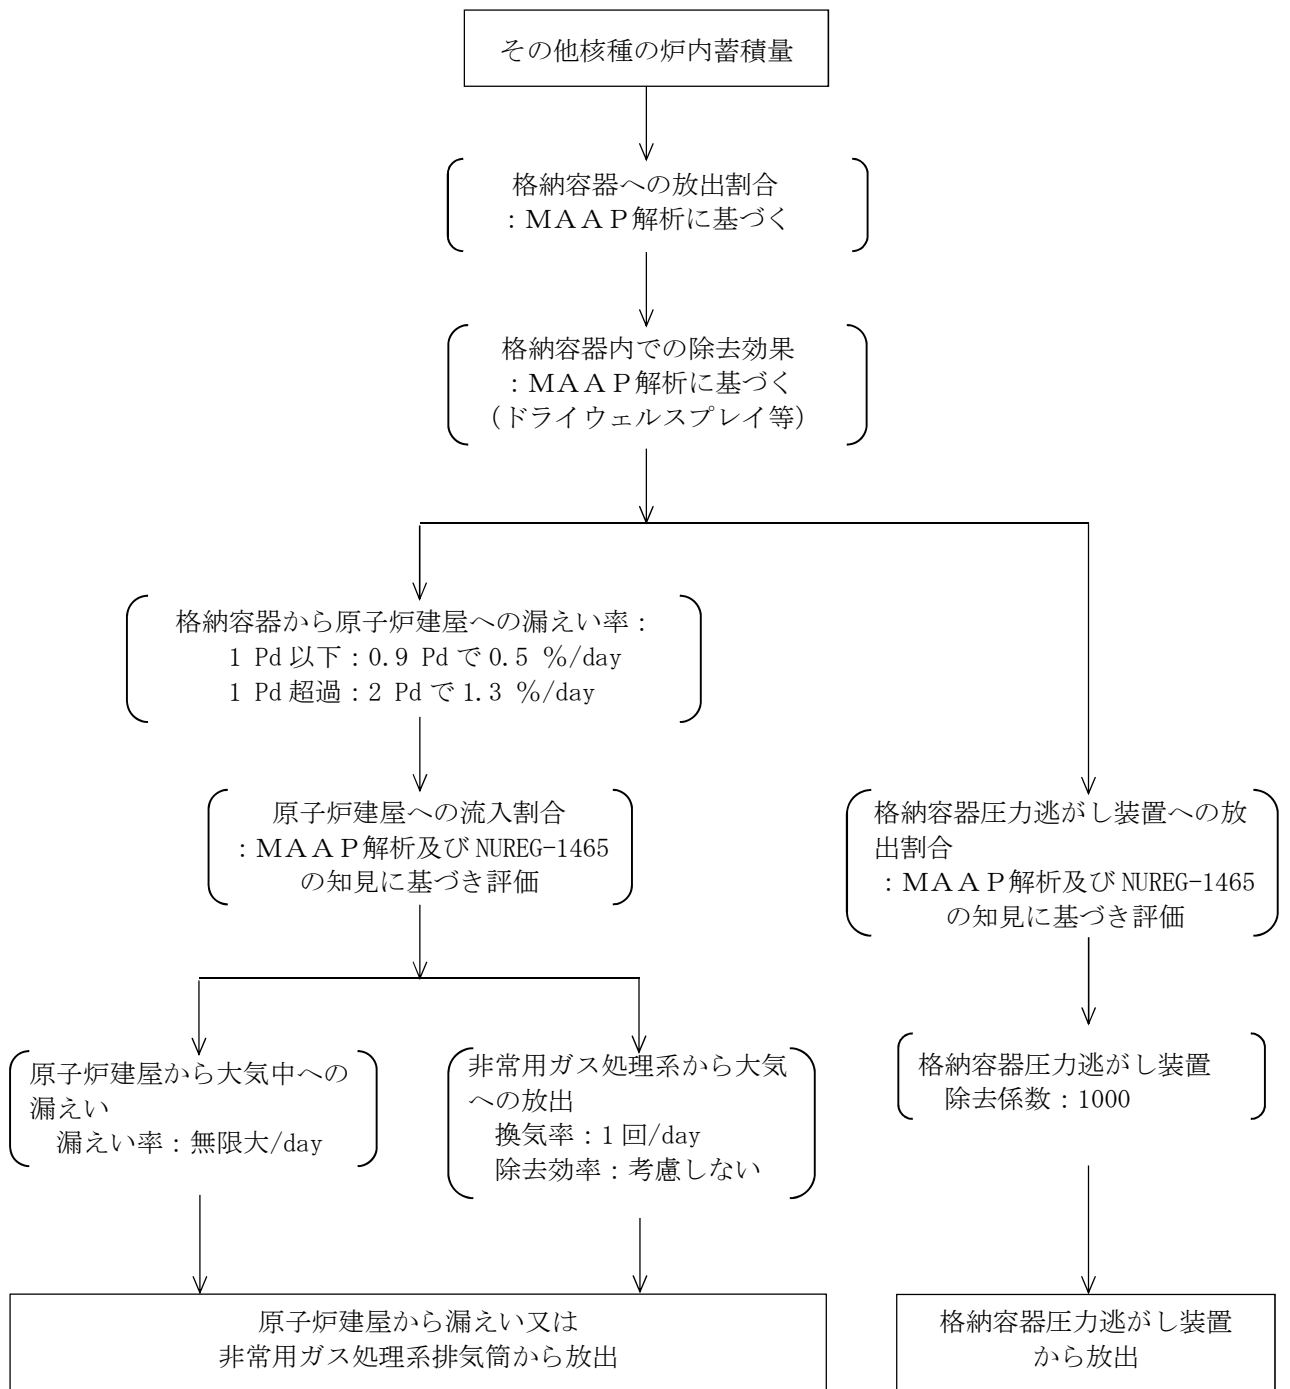 その他核種の炉内蓄積量
格納容器への放出割合
：ＭＡＡＰ解析に基づく
格納容器内での除去効果
：ＭＡＡＰ解析に基づく
（ドライウェルスプレイ等）
格納容器から原子炉建屋への漏えい率：
1 Pd 以下：0.9 Pd で 0.5 %/day
1 Pd 超過：2 Pd で 1.3 %/day
原子炉建屋への流入割合
：ＭＡＡＰ解析及び NUREG-1465
の知見に基づき評価
格納容器圧力逃がし装置への放
出割合
：ＭＡＡＰ解析及び NUREG-1465
の知見に基づき評価
原子炉建屋から大気中への
漏えい
漏えい率：無限大/day
非常用ガス処理系から大気
への放出
換気率：1 回/day
除去効率：考慮しない
格納容器圧力逃がし装置
除去係数：1000
原子炉建屋から漏えい又は
非常用ガス処理系排気筒から放出
格納容器圧力逃がし装置
から放出